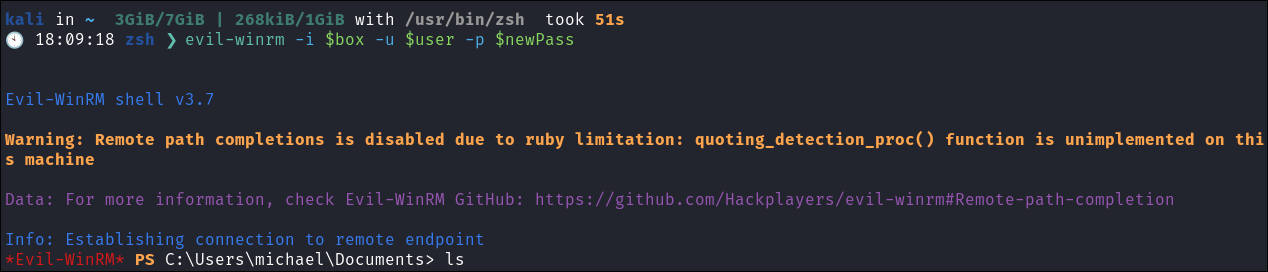 kali in ~  3GiB/7GiB | 268kiB/1GiB with /usr/bin/zsh  took 51s
🕙 18:09:18 zsh ❯ evil-winrm -i $box -u $user -p $newPass
Evil-WinRM shell v3.7
Warning: Remote path completions is disabled due to ruby limitation: quoting_detection_proc() function is unimplemented on thi
s machine
Data: For more information, check Evil-WinRM GitHub: https://github.com/Hackplayers/evil-winrm#Remote-path-completion
Info: Establishing connection to remote endpoint
*Evil-WinRM* PS C:\Users\michael\Documents> ls